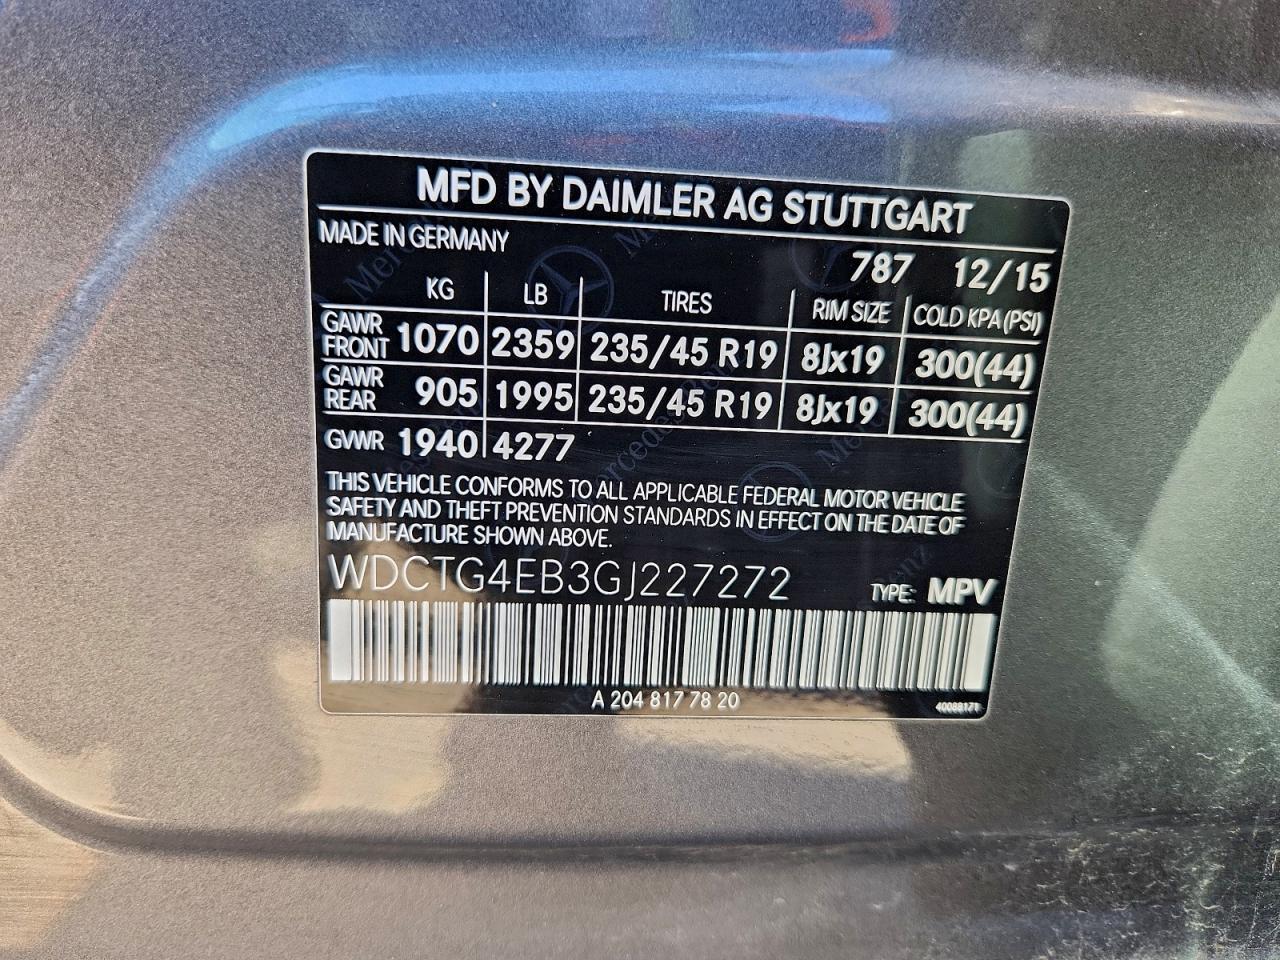 MFD BY DAIMLER AG STUTTGART
MADE IN GERMANY
787 12/15
KG LB TIRES RIM SIZE COLD KPA(PSI)
GAWR FRONT 1070 2359 235/45 R19 8Jx19 300(44)
GAWR REAR 905 1995 235/45 R19 8Jx19 300(44)
GVWR 1940 4277
THIS VEHICLE CONFORMS TO ALL APPLICABLE FEDERAL MOTOR VEHICLE
SAFETY AND THEFT PREVENTION STANDARDS IN EFFECT ON THE DATE OF
MANUFACTURE SHOWN ABOVE.
WDCTG4EB3GJ227272 TYPE: MPV
A 204 817 78 20
40088171